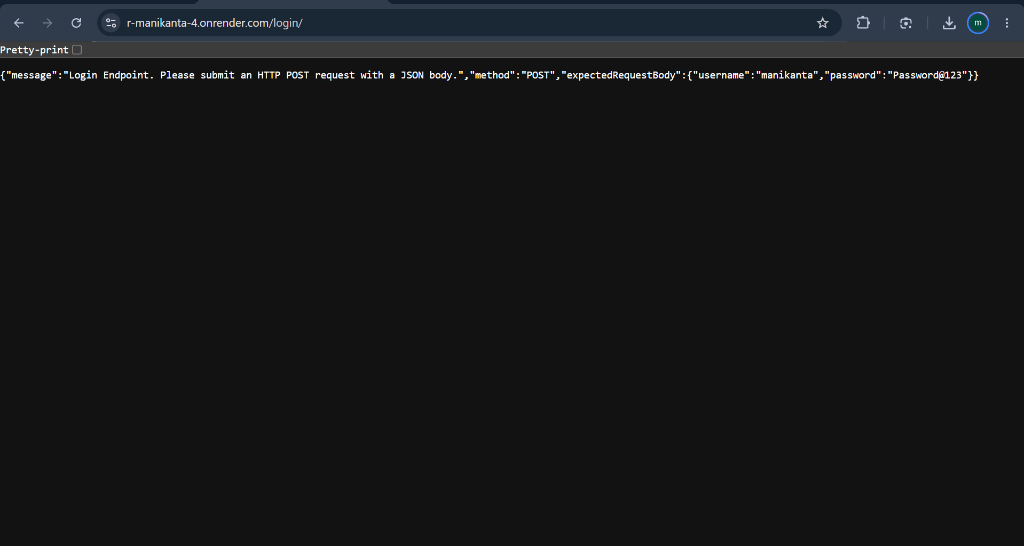 r-manikanta-4.onrender.com/login/
m
Pretty-print
{"message":"Login Endpoint. Please submit an HTTP POST request with a JSON body.","method":"POST","expectedRequestBody":{"username":"manikanta","password":"Password@123"}}